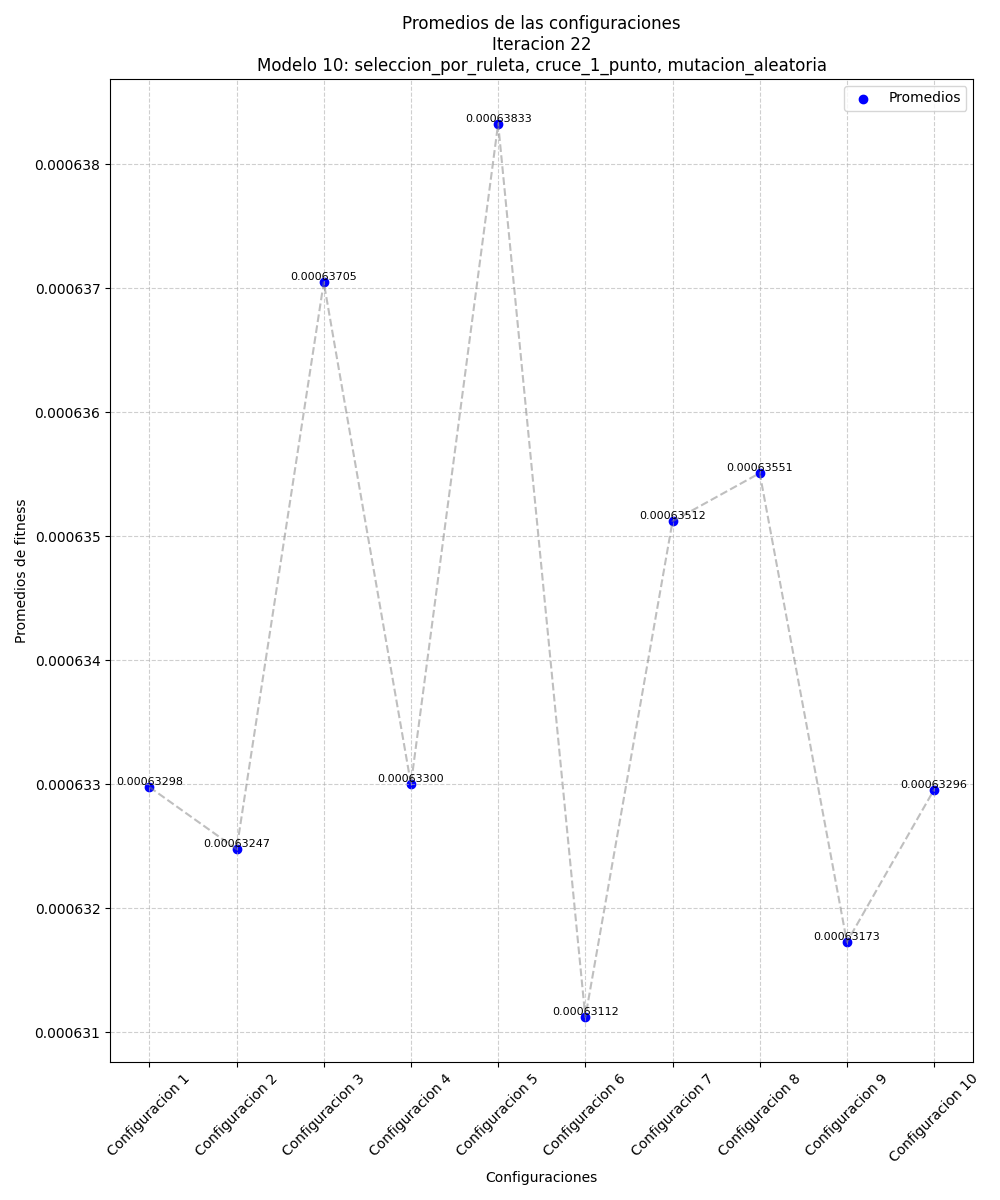 Promedios de las configuraciones
Iteracion 22
Modelo 10: seleccion_por_ruleta, cruce_1_punto, mutacion_aleatoria
Promedios
0.00063833
0.000638
0.00063705
0.000637
0.000636
0.00063551
0.00063512
0.000635
Promedios de fitness
0.000634
0.00063298
0.00063300
0.00063296
0.000633
0.00063247
0.000632
0.00063173
0.00063112
0.000631
Configuracion 1
Configuracion 2
Configuracion 3
Configuracion 4
Configuracion 5
Configuracion 6
Configuracion 7
Configuracion 8
Configuracion 9
Configuracion 10
Configuraciones